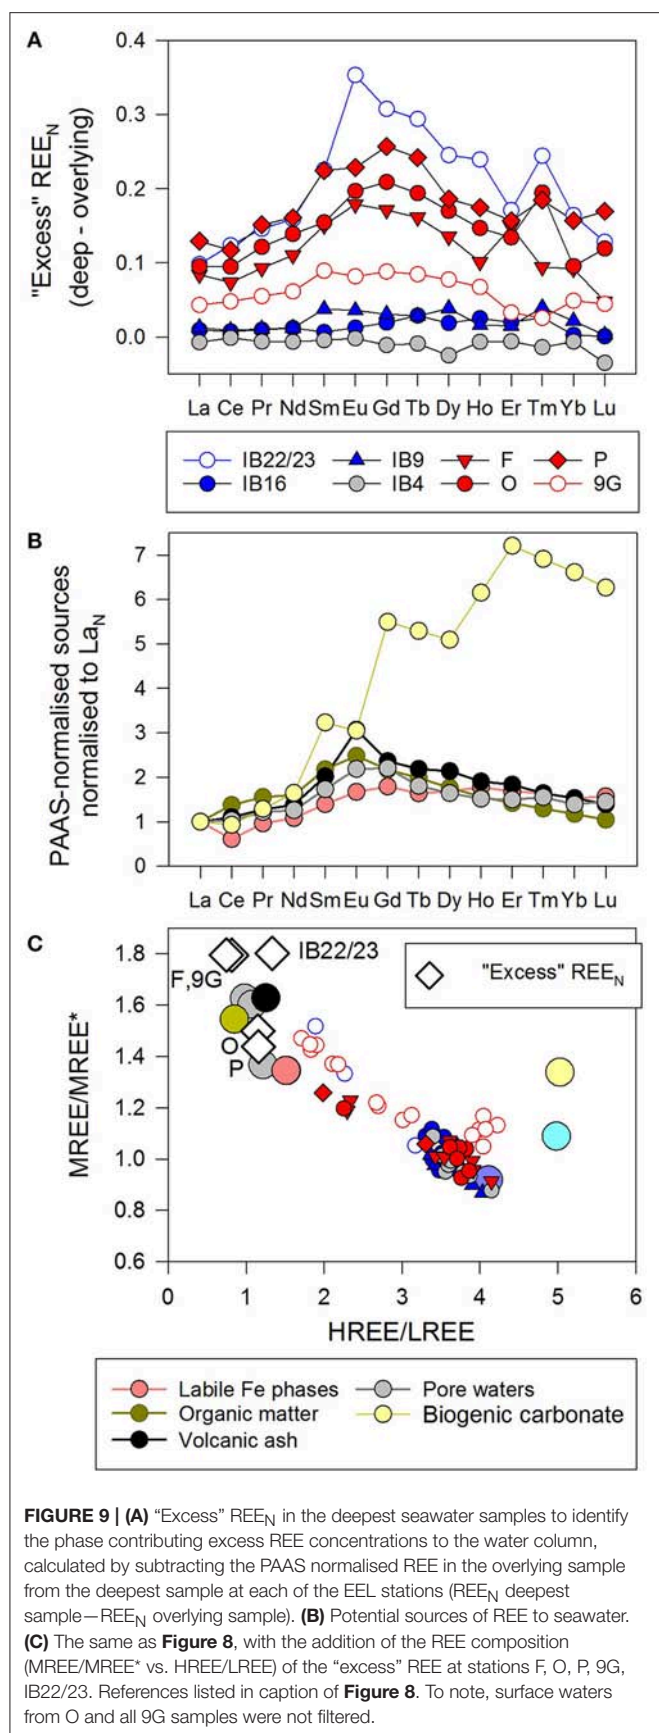 A
"Excess" REE_N
(deep - overlying)
0.4
0.3
0.2
0.1
0.0
La Ce Pr Nd Sm Eu Gd Tb Dy Ho Er Tm Yb Lu
IB22/23 IB9 F P
IB16 IB4 O 9G
B
PAAS-normalised sources
normalised to La_N
7
6
5
4
3
2
1
0
La Ce Pr Nd Sm Eu Gd Tb Dy Ho Er Tm Yb Lu
C
MREE/MREE*
1.8
1.6
1.4
1.2
1.0
0.8
0.6
IB22/23
F,9G
O
P
"Excess" REE_N
0 1 2 3 4 5 6
HREE/LREE
Labile Fe phases Pore waters
Organic matter Biogenic carbonate
Volcanic ash
FIGURE 9 | (A) “Excess” REE_N in the deepest seawater samples to identify
the phase contributing excess REE concentrations to the water column,
calculated by subtracting the PAAS normalised REE in the overlying sample
from the deepest sample at each of the EEL stations (REE_N deepest
sample—REE_N overlying sample). (B) Potential sources of REE to seawater.
(C) The same as Figure 8, with the addition of the REE composition
(MREE/MREE* vs. HREE/LREE) of the “excess” REE at stations F, O, P, 9G,
IB22/23. References listed in caption of Figure 8. To note, surface waters
from O and all 9G samples were not filtered.